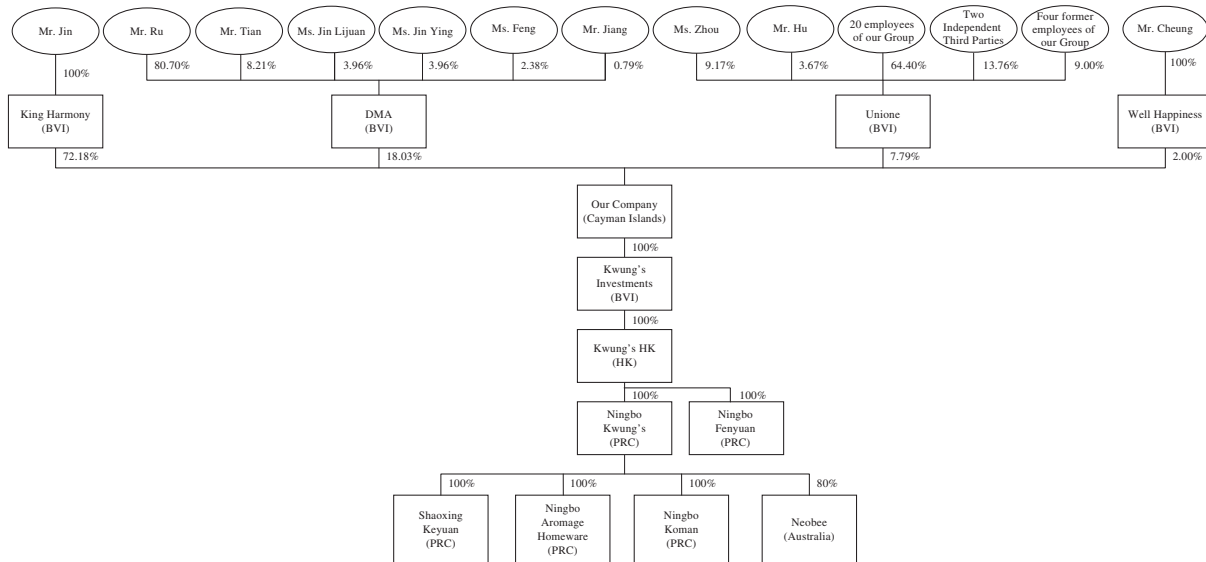 Mr. Jin
Mr. Ru
Mr. Tian
Ms. Jin Lijuan
Ms. Jin Ying
Ms. Feng
Mr. Jiang
Ms. Zhou
Mr. Hu
20 employees
of our Group
Two
Independent
Third Parties
Four former
employees of
our Group
Mr. Cheung
100%
80.70%
8.21%
3.96%
3.96%
2.38%
0.79%
9.17%
3.67%
64.40%
13.76%
9.00%
100%
King Harmony
(BVI)
DMA
(BVI)
Unione
(BVI)
Well Happiness
(BVI)
72.18%
18.03%
7.79%
2.00%
Our Company
(Cayman Islands)
100%
Kwung's
Investments
(BVI)
100%
Kwung's HK
(HK)
100%
100%
Ningbo
Kwung's
(PRC)
Ningbo
Fenyuan
(PRC)
100%
100%
100%
80%
Shaoxing
Keyuan
(PRC)
Ningbo
Aromage
Homeware
(PRC)
Ningbo
Koman
(PRC)
Neobee
(Australia)